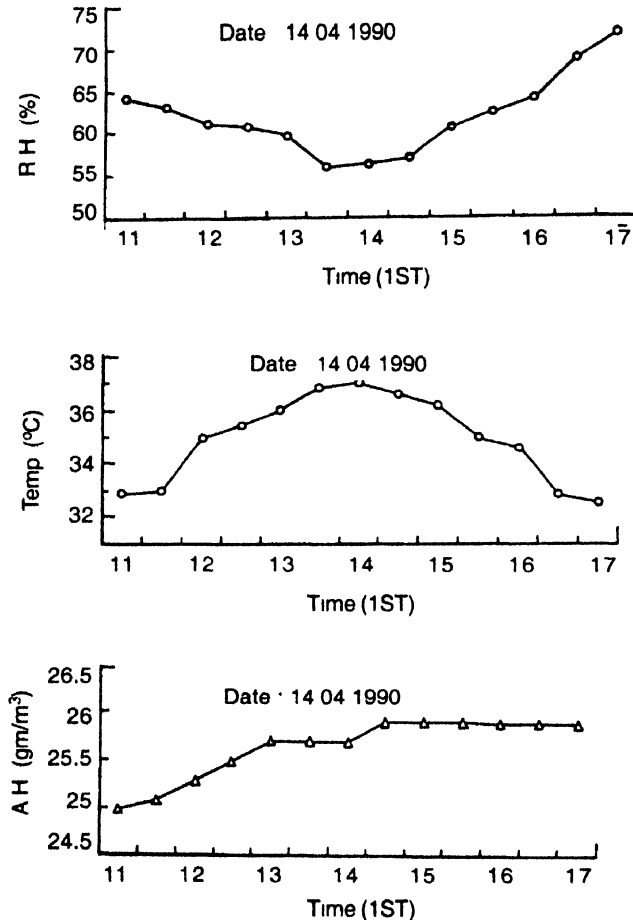 75
Date 14 04 1990
70
65
60
55
50
RH (%)
11 12 13 14 15 16 17
Time (1ST)
38
Date 14 04 1990
36
34
32
Temp (ºC)
11 12 13 14 15 16 17
Time (1ST)
26.5
Date · 14 04 1990
26
25.5
25
24.5
AH (gm/m³)
11 12 13 14 15 16 17
Time (1ST)